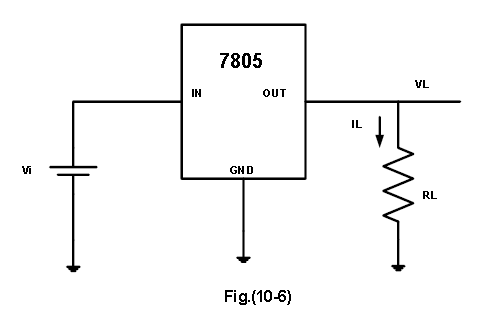 7805
IN OUT
VL
IL
Vi
GND
RL
Fig.(10-6)